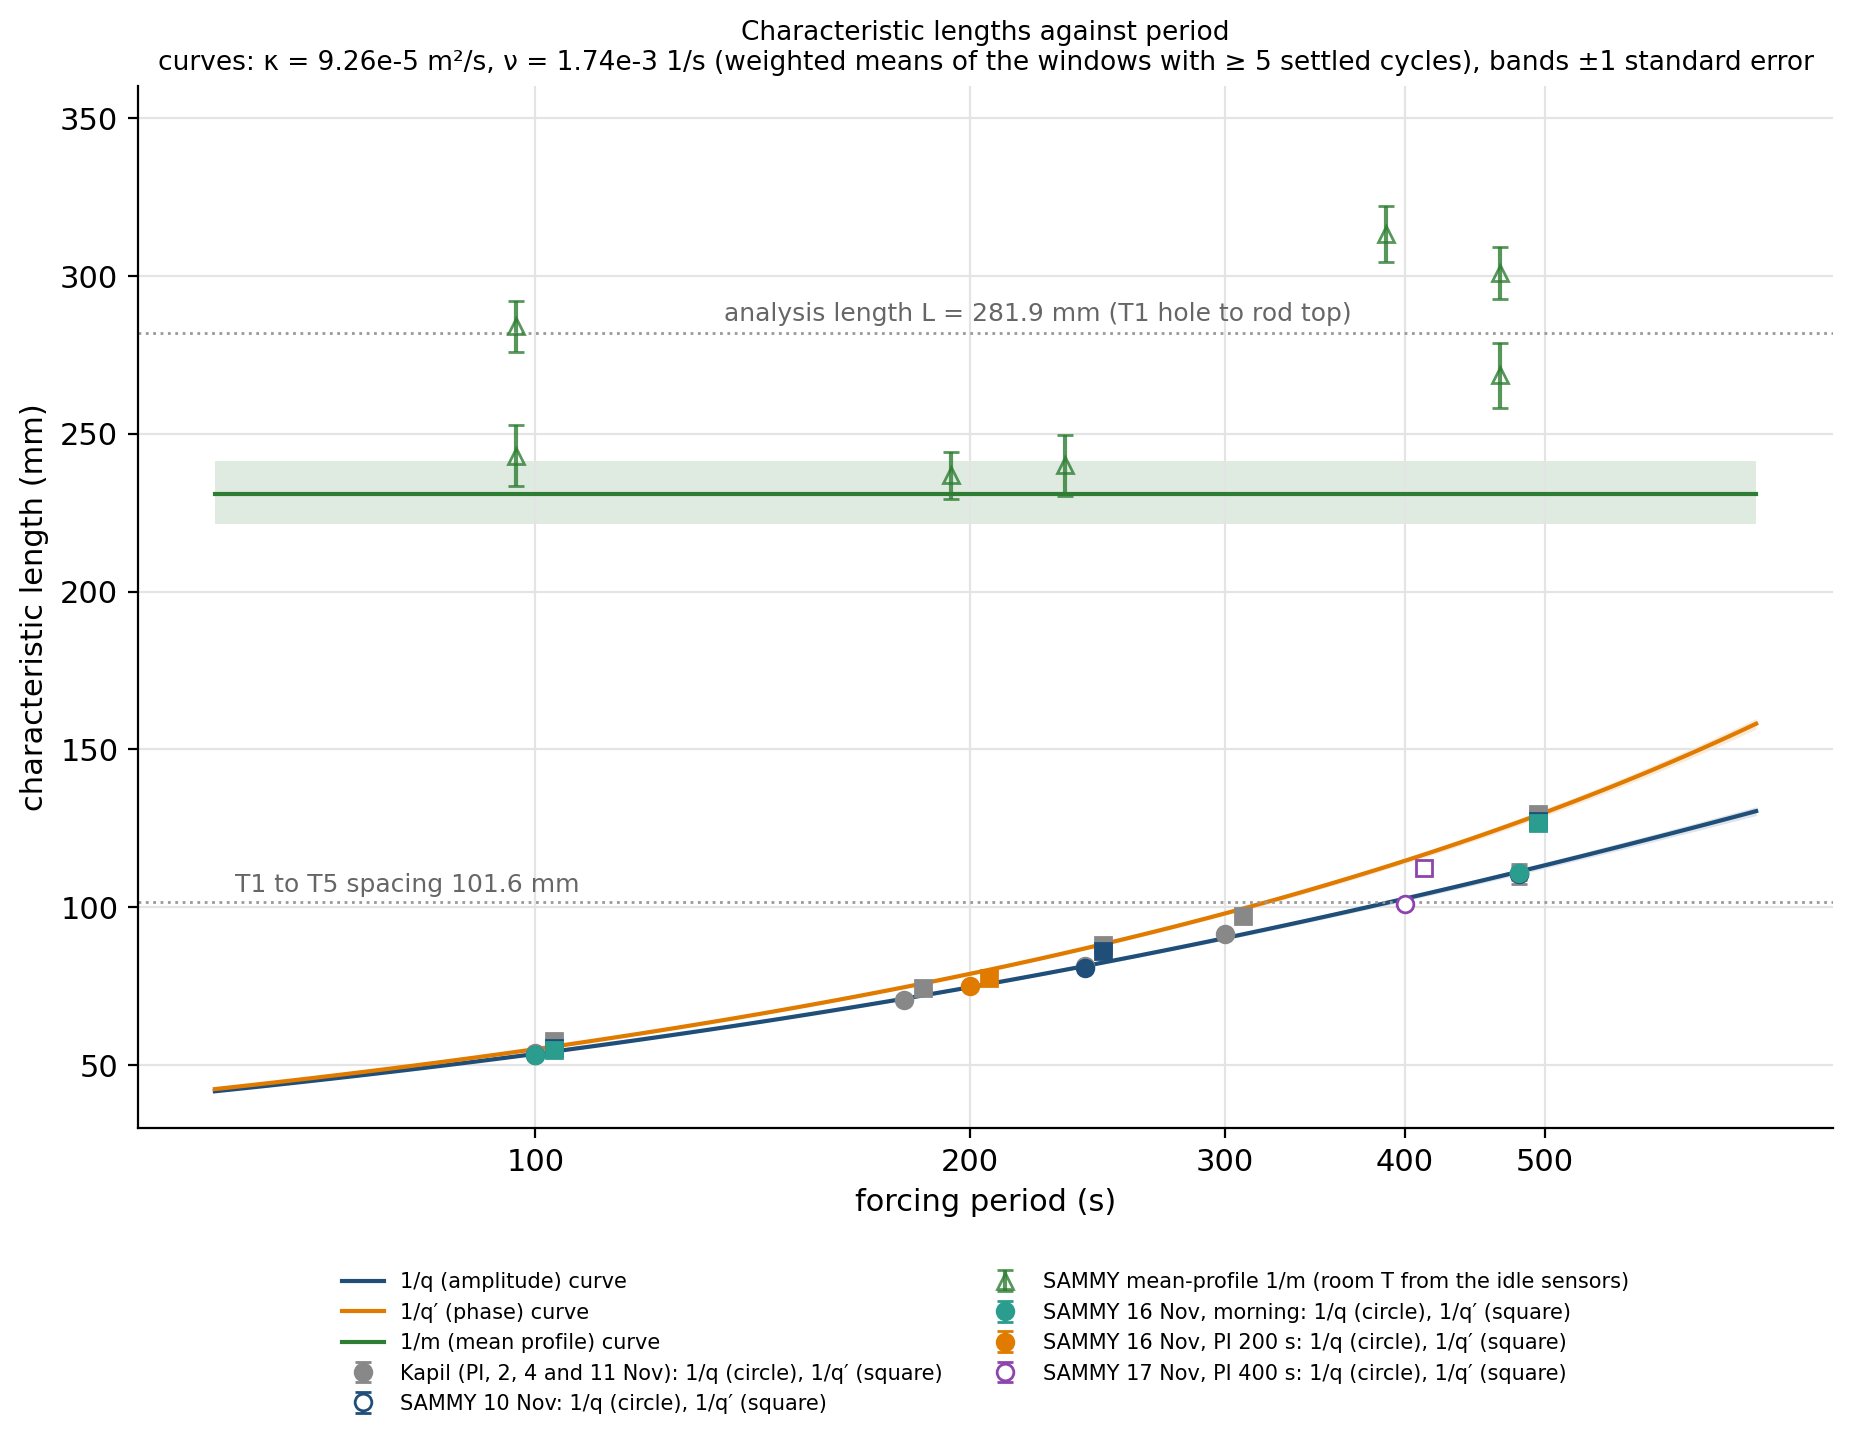 Characteristic lengths against period
curves: κ = 9.26e-5 m²/s, ν = 1.74e-3 1/s (weighted means of the windows with ≥ 5 settled cycles), bands ±1 standard error
characteristic length (mm)
350
300
250
200
150
100
50
analysis length L = 281.9 mm (T1 hole to rod top)
T1 to T5 spacing 101.6 mm
100
200
300
400
500
forcing period (s)
1/q (amplitude) curve
1/q′ (phase) curve
1/m (mean profile) curve
Kapil (PI, 2, 4 and 11 Nov): 1/q (circle), 1/q′ (square)
SAMMY 10 Nov: 1/q (circle), 1/q′ (square)
SAMMY mean-profile 1/m (room T from the idle sensors)
SAMMY 16 Nov, morning: 1/q (circle), 1/q′ (square)
SAMMY 16 Nov, PI 200 s: 1/q (circle), 1/q′ (square)
SAMMY 17 Nov, PI 400 s: 1/q (circle), 1/q′ (square)